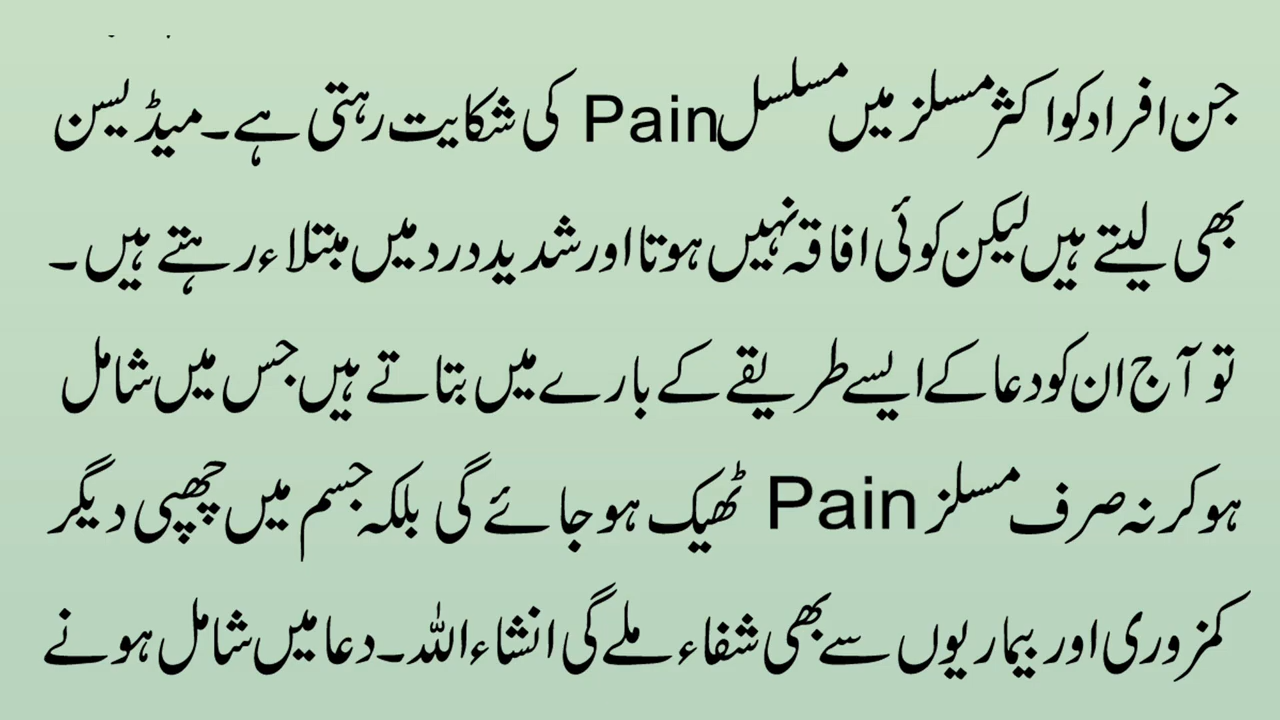 جن افراد کو اکثر مسلز میں مسلسل Pain کی شکایت رہتی ہے۔ میڈیسن
بھی لیتے ہیں لیکن کوئی افاقہ نہیں ہوتا اور شدید درد میں مبتلاء رہتے ہیں۔
تو آج ان کو دعا کے ایسے طریقے کے بارے میں بتاتے ہیں جس میں شامل
ہو کر نہ صرف مسلز Pain ٹھیک ہو جائے گی بلکہ جسم میں چھپی دیگر
کمزوری اور بیماریوں سے بھی شفاء ملے گی انشاء اللہ۔ دعا میں شامل ہونے